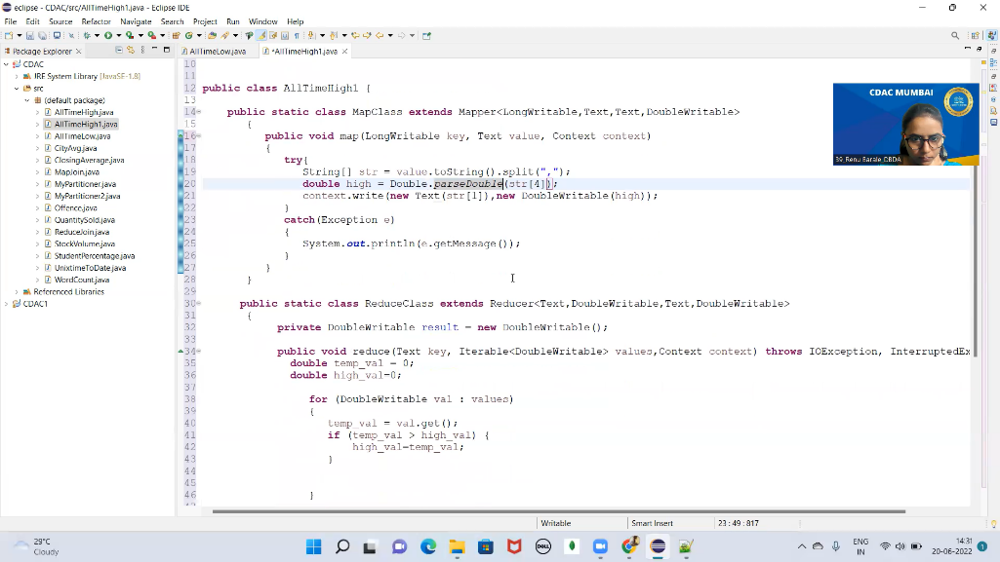 eclipse - CDAC/src/AllTimeHigh1.java - Eclipse IDE
File Edit Source Refactor Navigate Search Project Run Window Help
Package Explorer
AllTimeLow.java
*AllTimeHigh1.java
CDAC
JRE System Library [JavaSE-1.8]
src
(default package)
AllTimeHigh.java
AllTimeHigh1.java
AllTimeLow.java
CityAvg.java
ClosingAverage.java
MapJoin.java
MyPartitioner.java
MyPartitioner2.java
Offence.java
QuantitySold.java
ReduceJoin.java
StockVolume.java
StudentPercentage.java
UnixtimeToDate.java
WordCount.java
Referenced Libraries
CDAC1
10
11
12 public class AllTimeHigh1 {
13
14 public static class MapClass extends Mapper<LongWritable,Text,Text,DoubleWritable>
15 {
16 public void map(LongWritable key, Text value, Context context)
17 {
18 try{
19 String[] str = value.toString().split(",");
20 double high = Double.parseDouble(str[4]);
21 context.write(new Text(str[1]),new DoubleWritable(high));
22 }
23 catch(Exception e)
24 {
25 System.out.println(e.getMessage());
26 }
27 }
28 }
29
30 public static class ReduceClass extends Reducer<Text,DoubleWritable,Text,DoubleWritable>
31 {
32 private DoubleWritable result = new DoubleWritable();
33
34 public void reduce(Text key, Iterable<DoubleWritable> values,Context context) throws IOException, InterruptedEx
35 double temp_val = 0;
36 double high_val=0;
37
38 for (DoubleWritable val : values)
39 {
40 temp_val = val.get();
41 if (temp_val > high_val) {
42 high_val=temp_val;
43 }
44
45
46 }
CDAC MUMBAI
39_Renu Barale_DBDA
Writable
Smart Insert
23 : 49 : 817
29°C
Cloudy
DELL
ENG
IN
14:31
20-06-2022